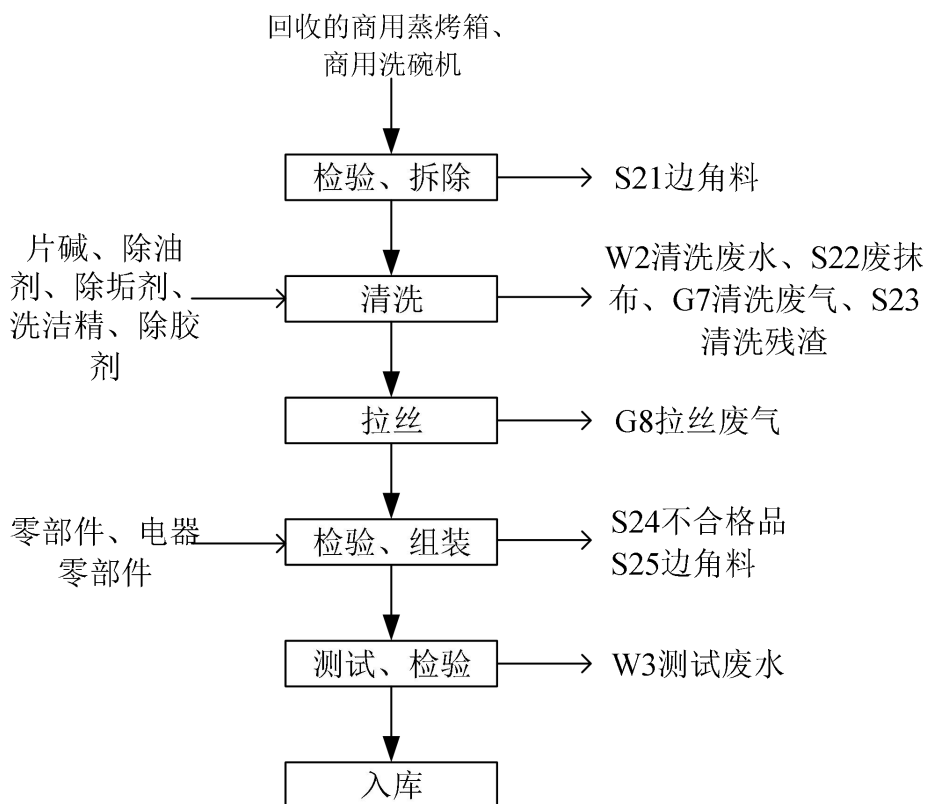 回收的商用蒸烤箱、
商用洗碗机
检验、拆除
S21边角料
片碱、除油
剂、除垢剂、
洗洁精、除胶
剂
清洗
W2清洗废水、S22废抹
布、G7清洗废气、S23
清洗残渣
拉丝
G8拉丝废气
零部件、电器
零部件
检验、组装
S24不合格品
S25边角料
测试、检验
W3测试废水
入库